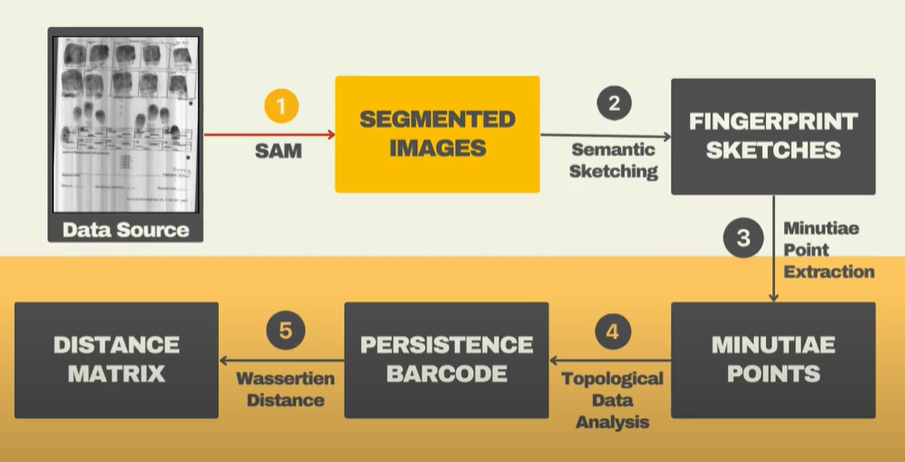 Data Source
1
SAM
SEGMENTED
IMAGES
2
Semantic
Sketching
FINGERPRINT
SKETCHES
3
Minutiae
Point
Extraction
MINUTIAE
POINTS
4
Topological
Data
Analysis
PERSISTENCE
BARCODE
5
Wassertien
Distance
DISTANCE
MATRIX